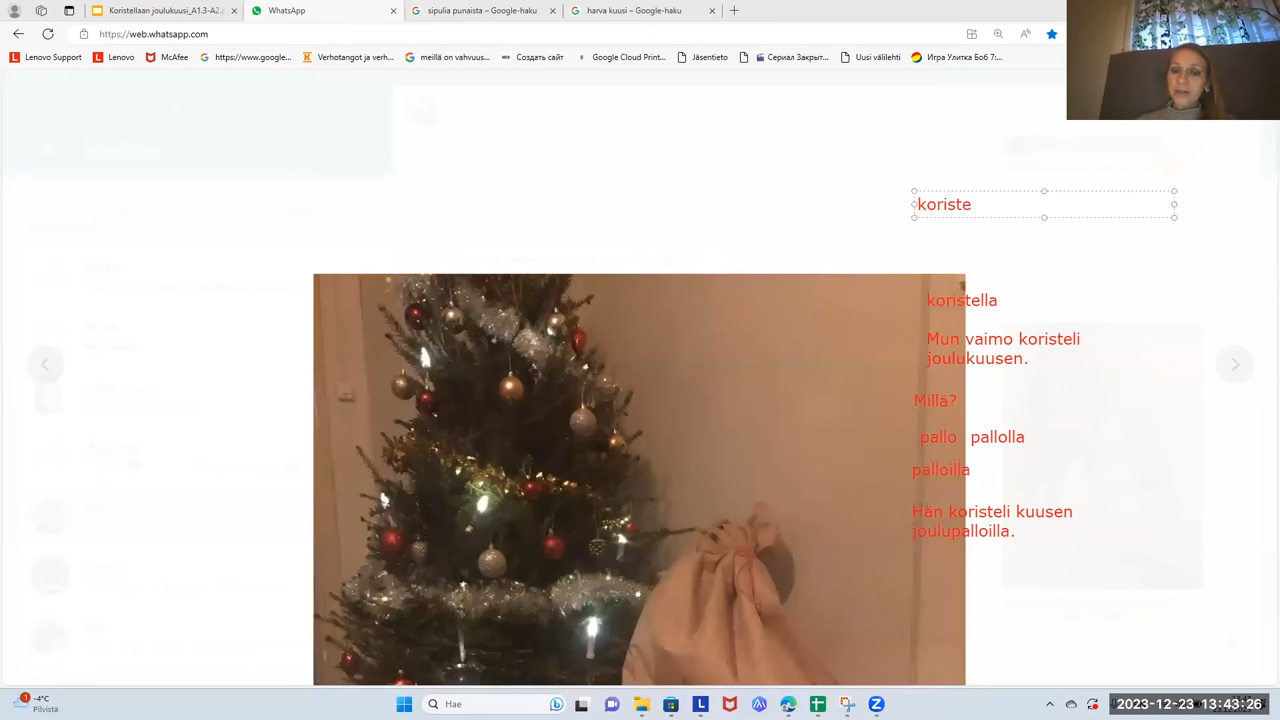 Koristellaan joulukuusi_A1.3-A2.
WhatsApp
sipulia punaista – Google-haku
harva kuusi – Google-haku
https://web.whatsapp.com
Lenovo Support
Lenovo
McAfee
https://www.google...
Verhotangot ja verh...
meillä on vahvuus...
Создать сайт
Google Cloud Print...
Jäsentieto
Сериал Закрыт...
Uusi välilehti
Игра Улитка Боб 7:...
koriste
koristella
Mun vaimo koristeli
joulukuusen.
Millä?
pallo pallolla
palloilla
Hän koristeli kuusen
joulupalloilla.
1
-4°C
Pilvistä
Hae
2023-12-23 13:43:26